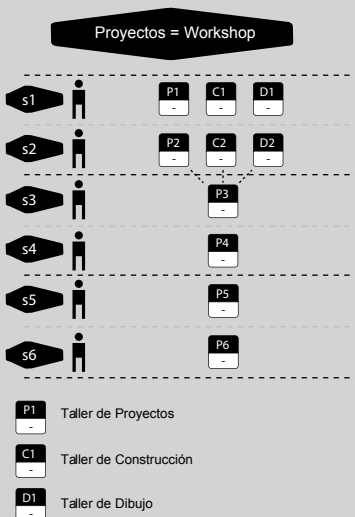 Proyectos = Workshop
s1 P1 C1 D1
- - -
s2 P2 C2 D2
- - -
s3 P3
-
s4 P4
-
s5 P5
-
s6 P6
-
P1 Taller de Proyectos
-
C1 Taller de Construcción
-
D1 Taller de Dibujo
-